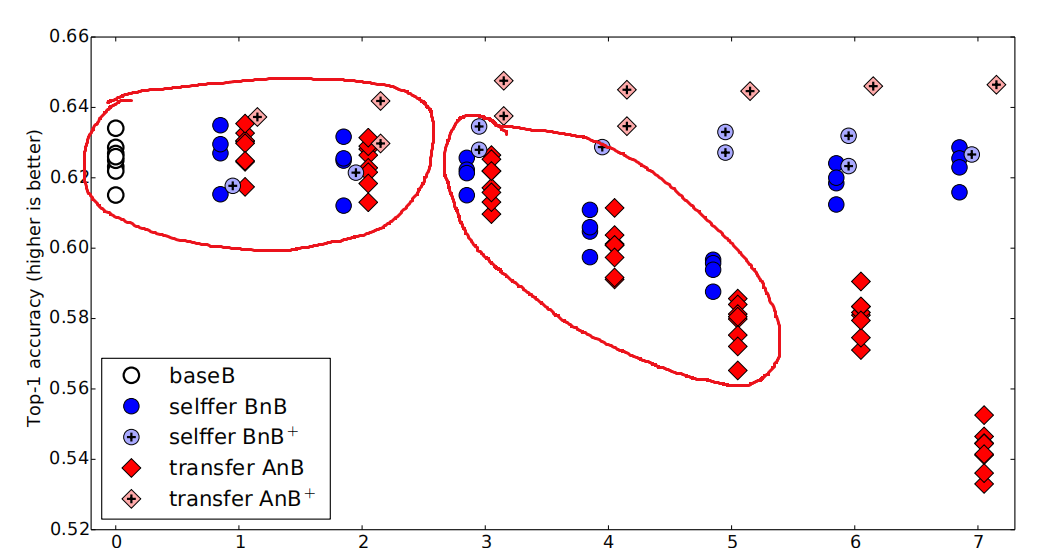 0.66
0.64
0.62
0.60
0.58
0.56
0.54
0.52
Top-1 accuracy (higher is better)
baseB
selffer BnB
selffer BnB+
transfer AnB
transfer AnB+
0 1 2 3 4 5 6 7